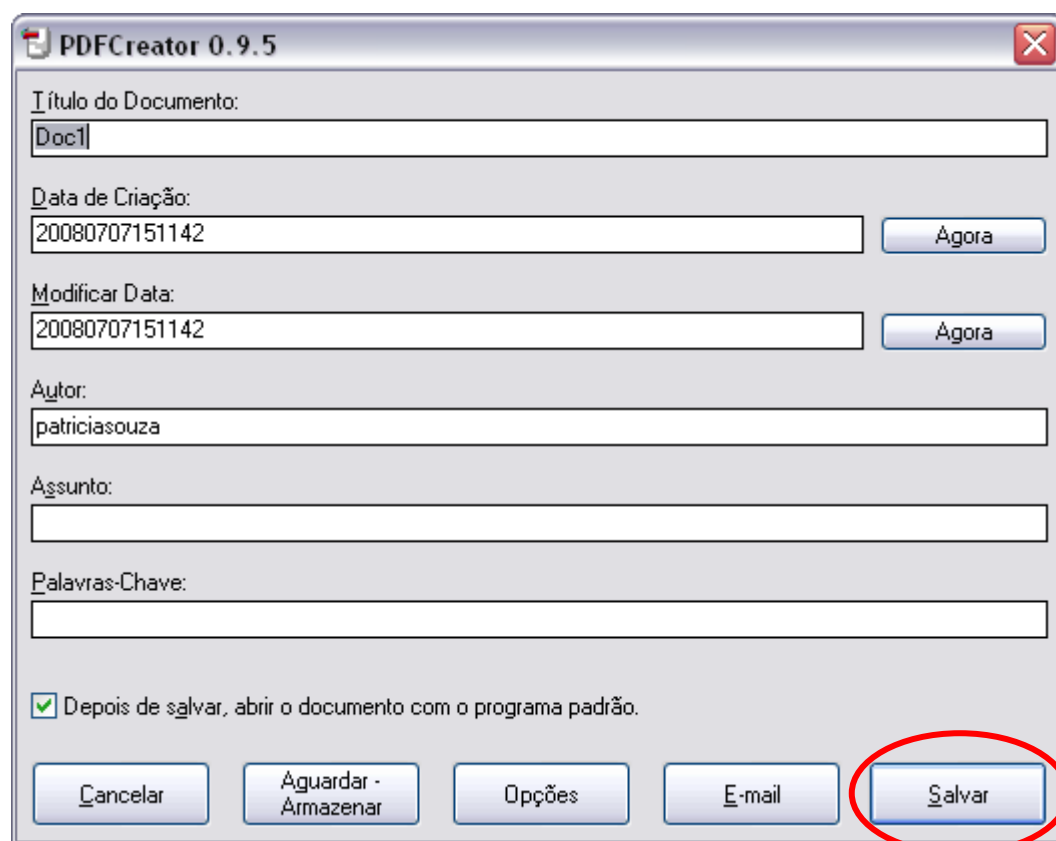 PDFCreator 0.9.5
Título do Documento:
Doc1
Data de Criação:
20080707151142
Agora
Modificar Data:
20080707151142
Agora
Autor:
patriciasouza
Assunto:
Palavras-Chave:
Depois de salvar, abrir o documento com o programa padrão.
Cancelar
Aguardar -
Armazenar
Opções
E-mail
Salvar